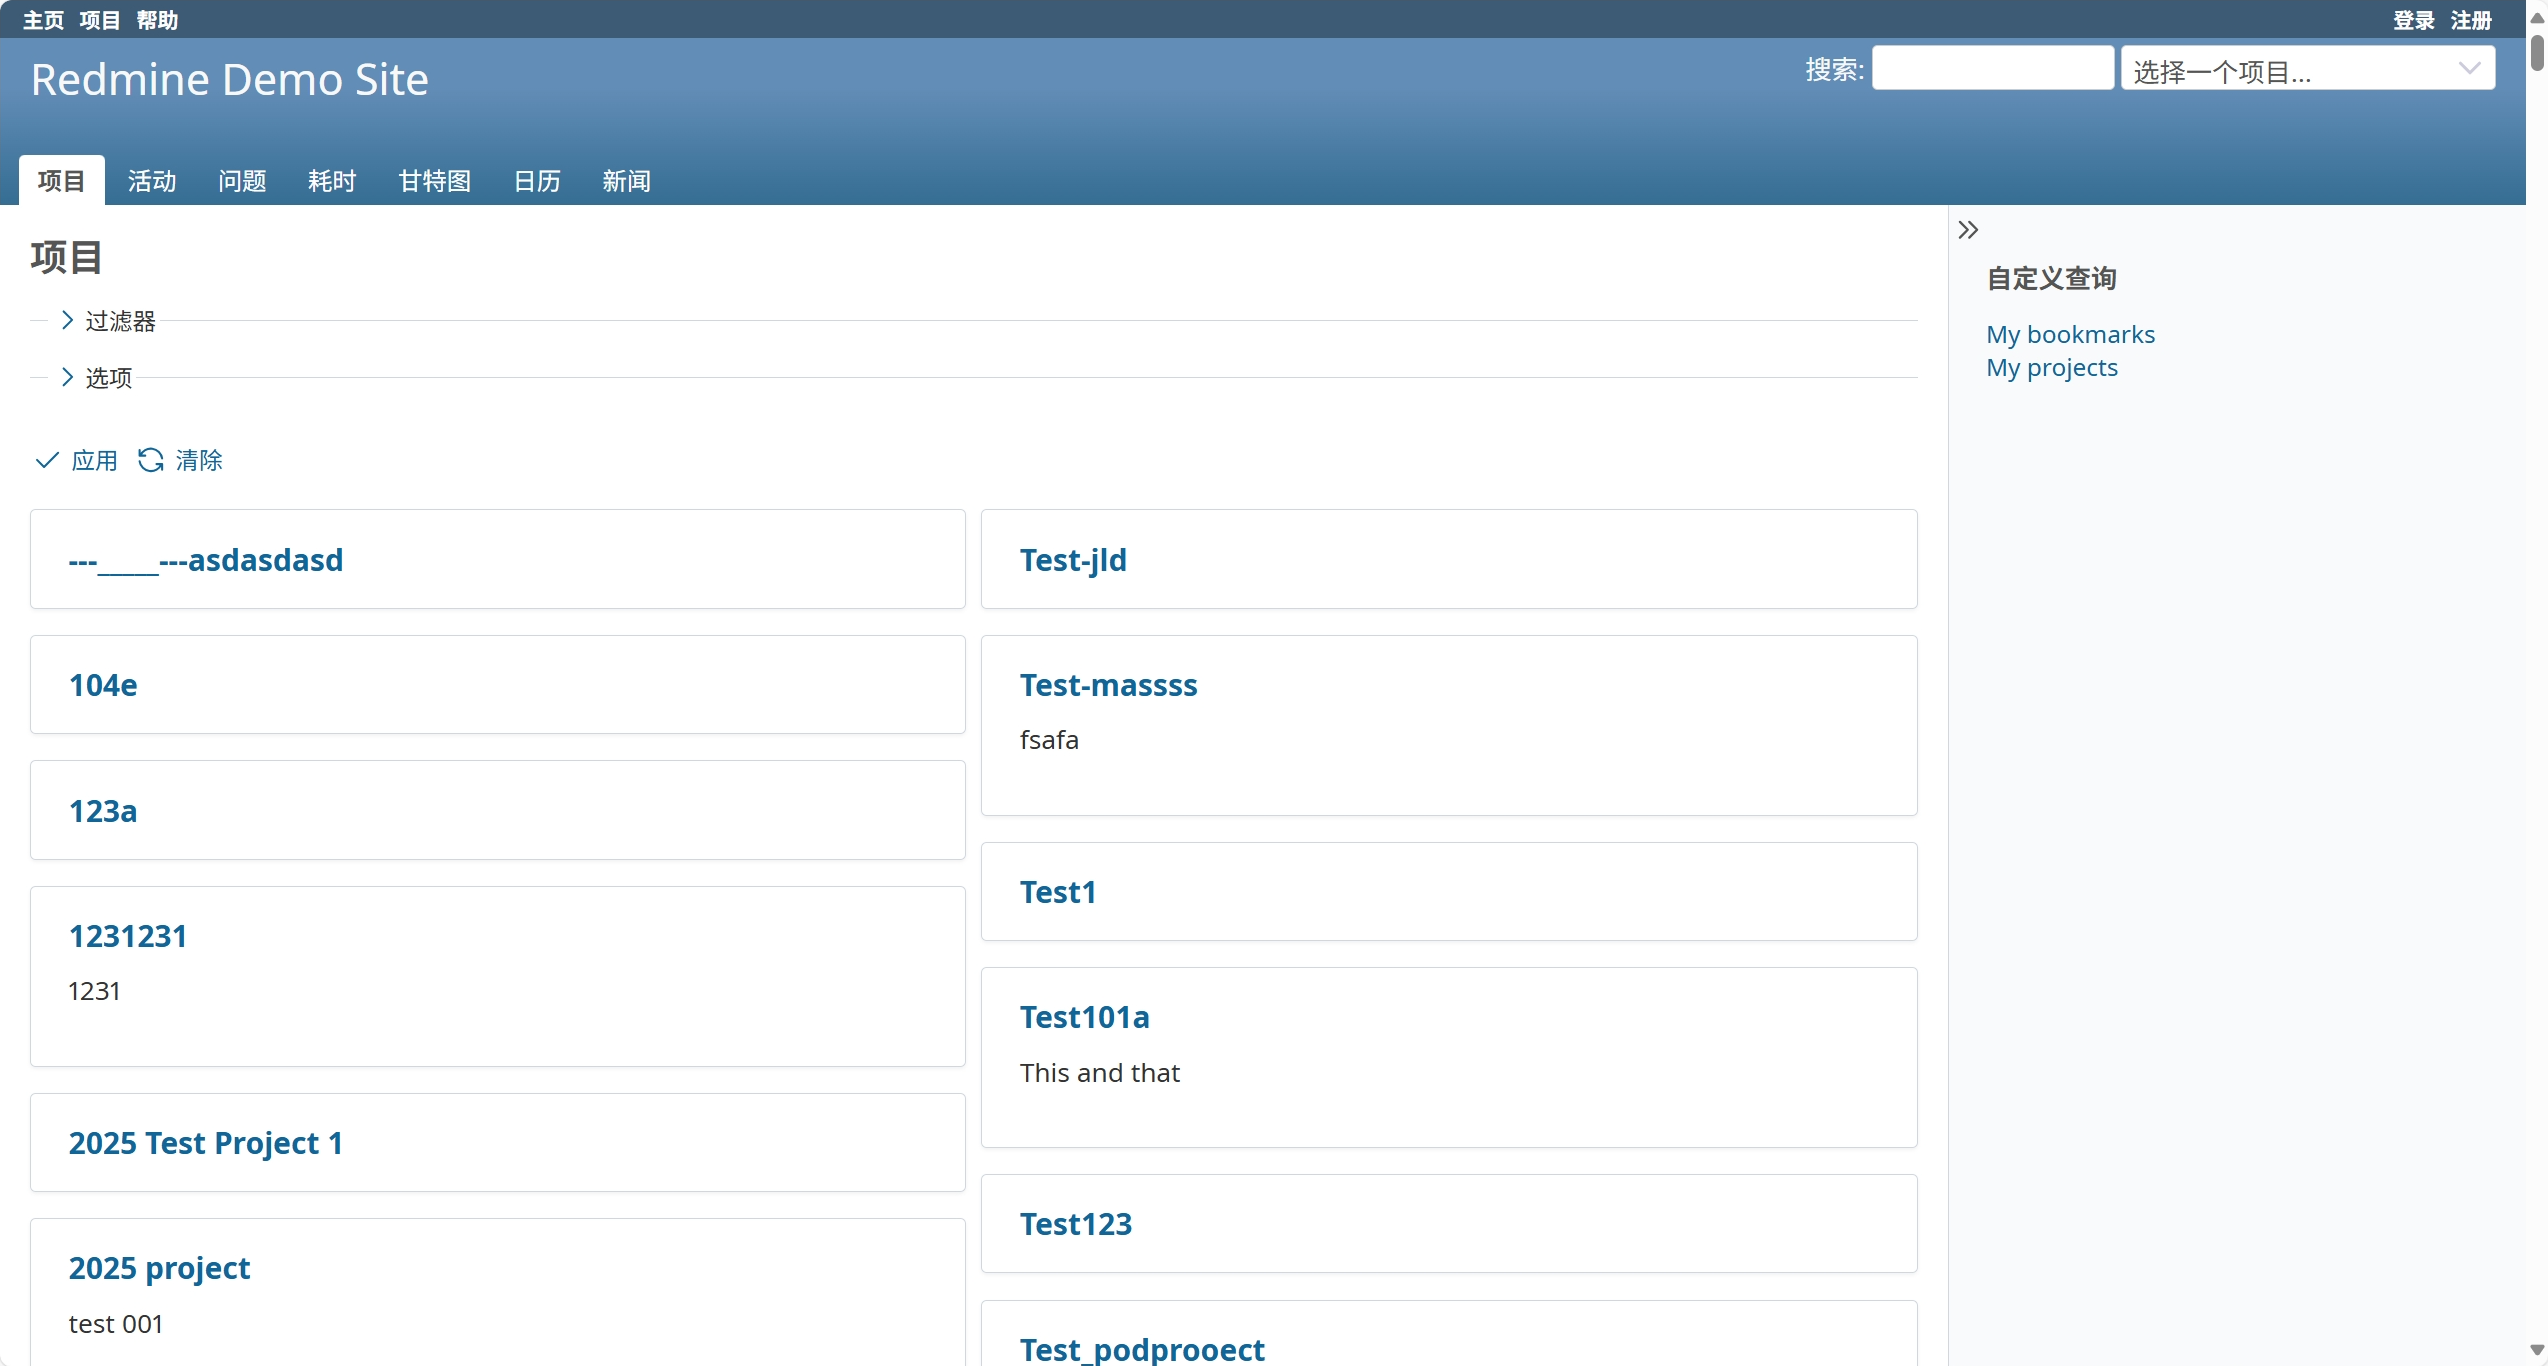 主页 项目 帮助 登录 注册
Redmine Demo Site
搜索: 选择一个项目...
项目 活动 问题 耗时 甘特图 日历 新闻
项目
过滤器
选项
应用 清除
---_____---asdasdasd
104e
123a
1231231
1231
2025 Test Project 1
2025 project
test 001
Test-jld
Test-massss
fsafa
Test1
Test101a
This and that
Test123
Test_podprooect
自定义查询
My bookmarks
My projects